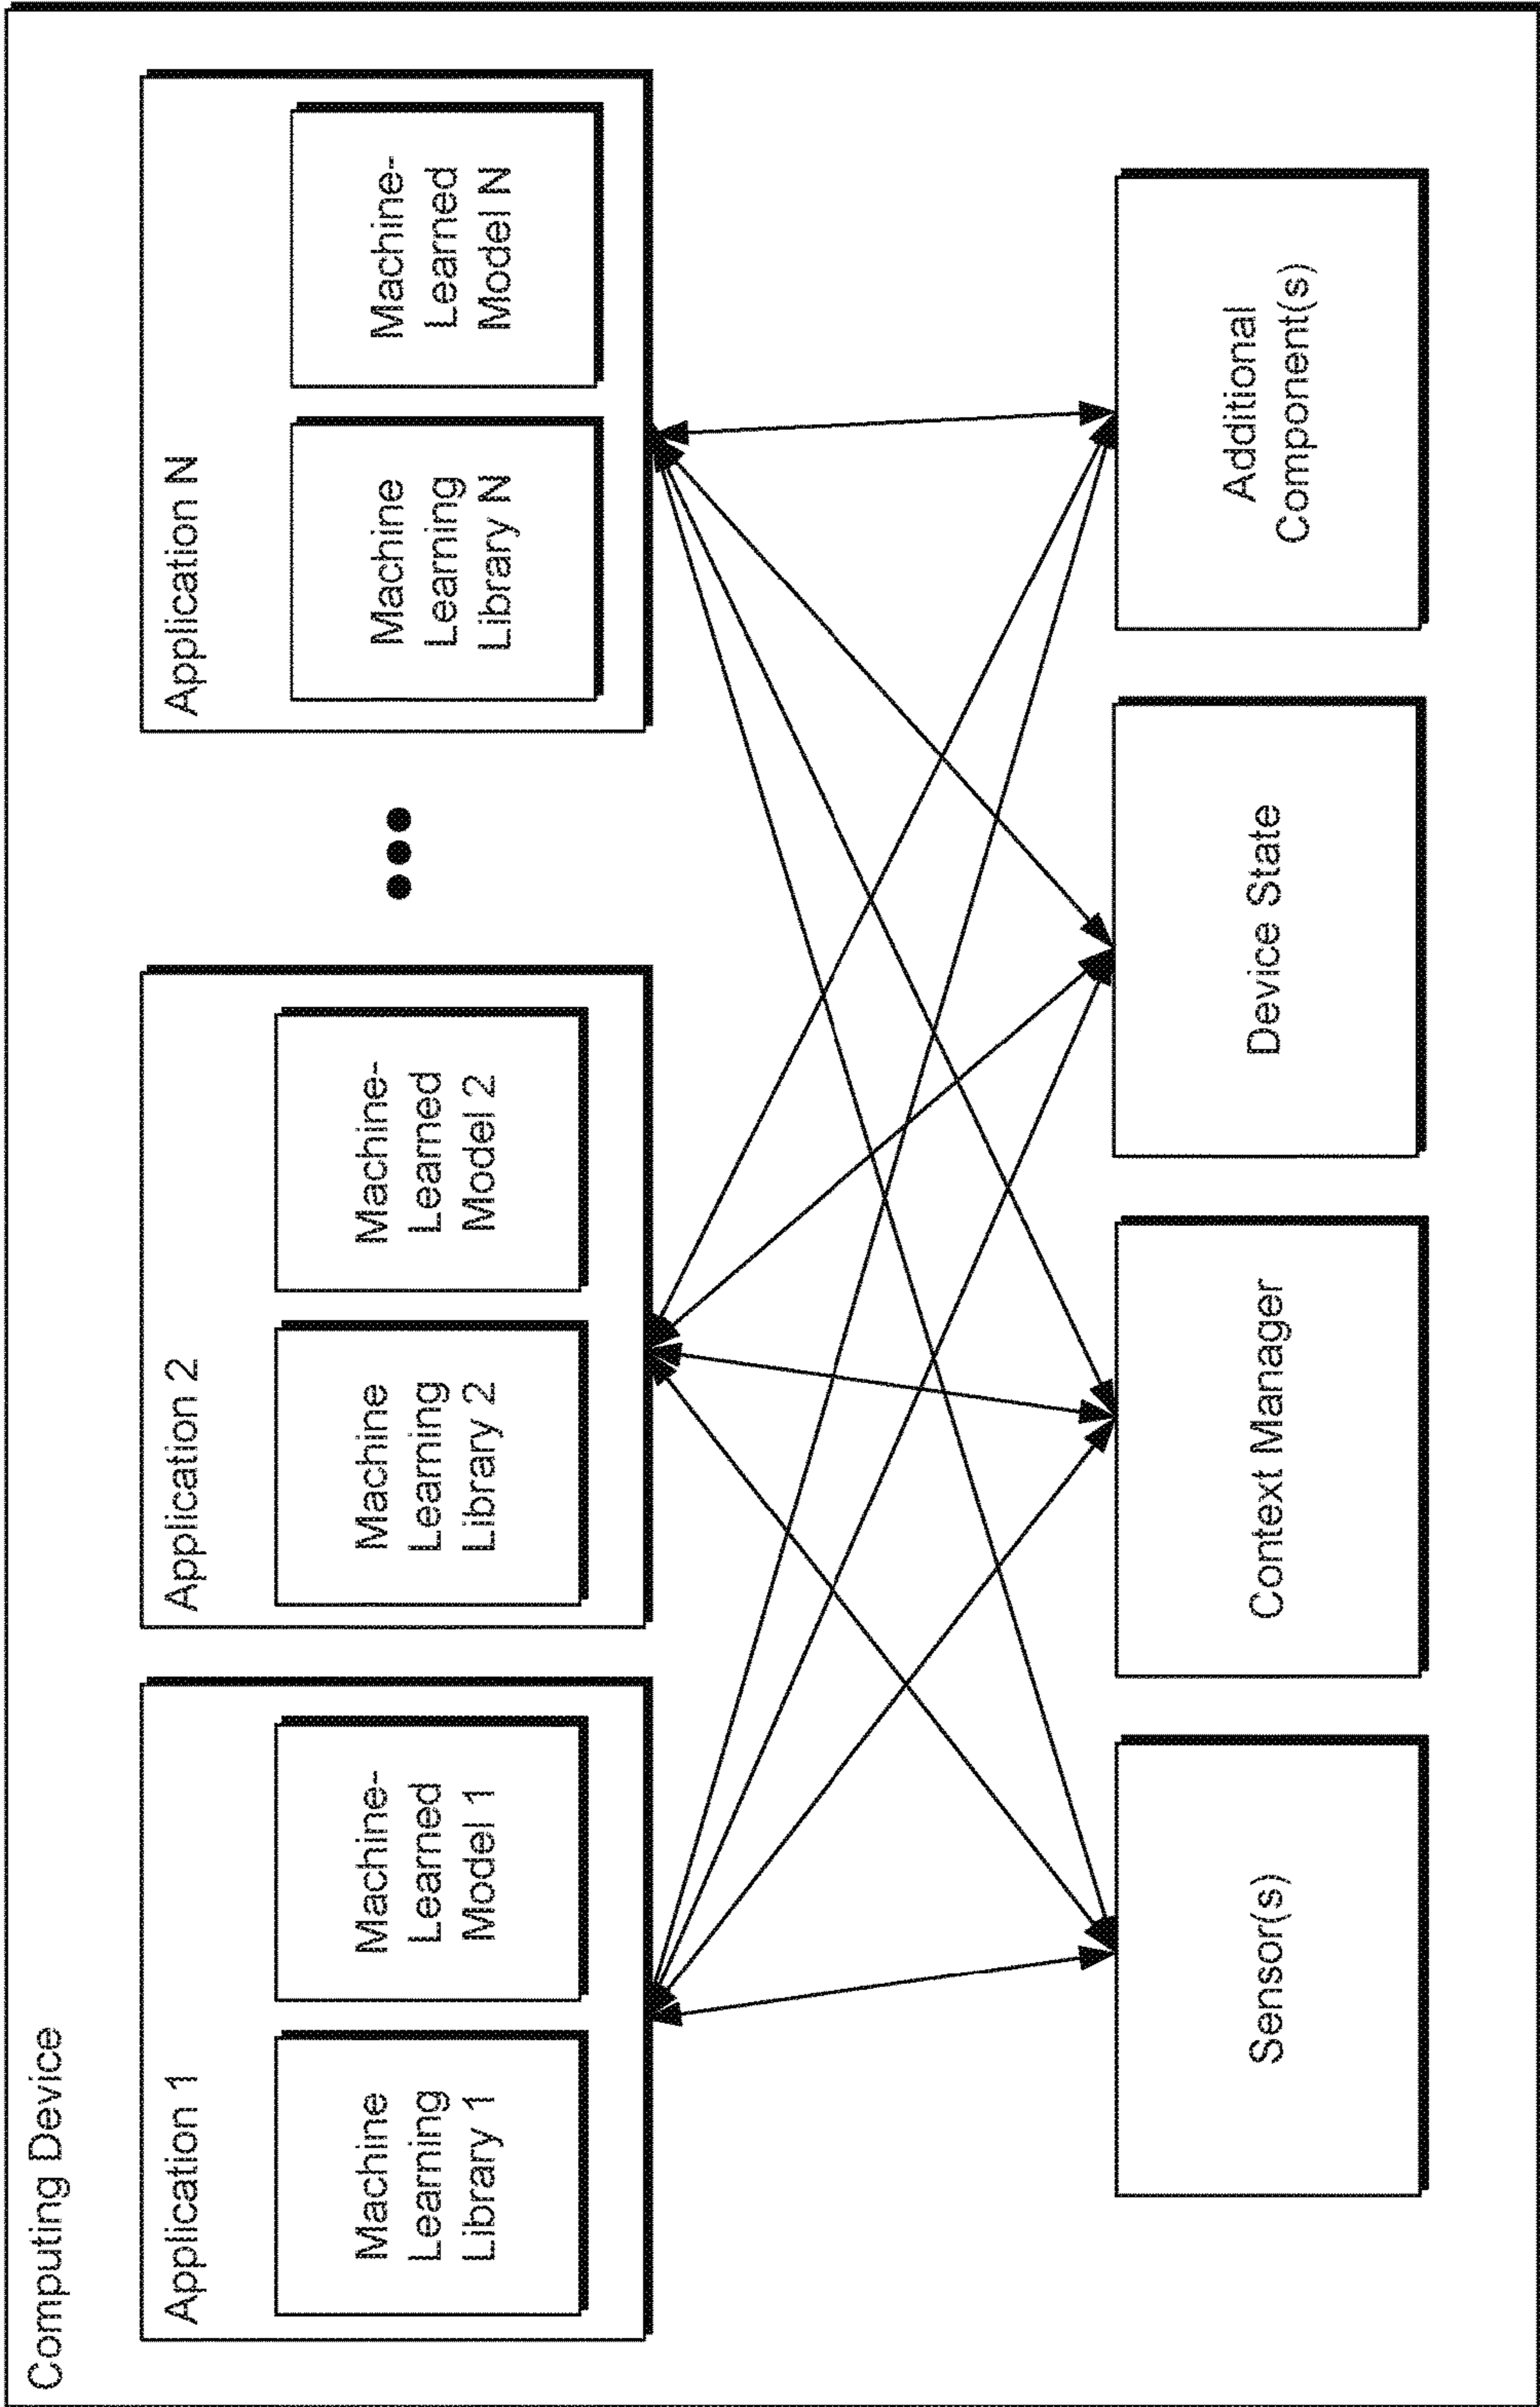 Computing Device
Application 1
Machine
Learning
Library 1
Machine-
Learned
Model 1
Application 2
Machine
Learning
Library 2
Machine-
Learned
Model 2
Application N
Machine
Learning
Library N
Machine-
Learned
Model N
Sensor(s)
Context Manager
Device State
Additional
Component(s)